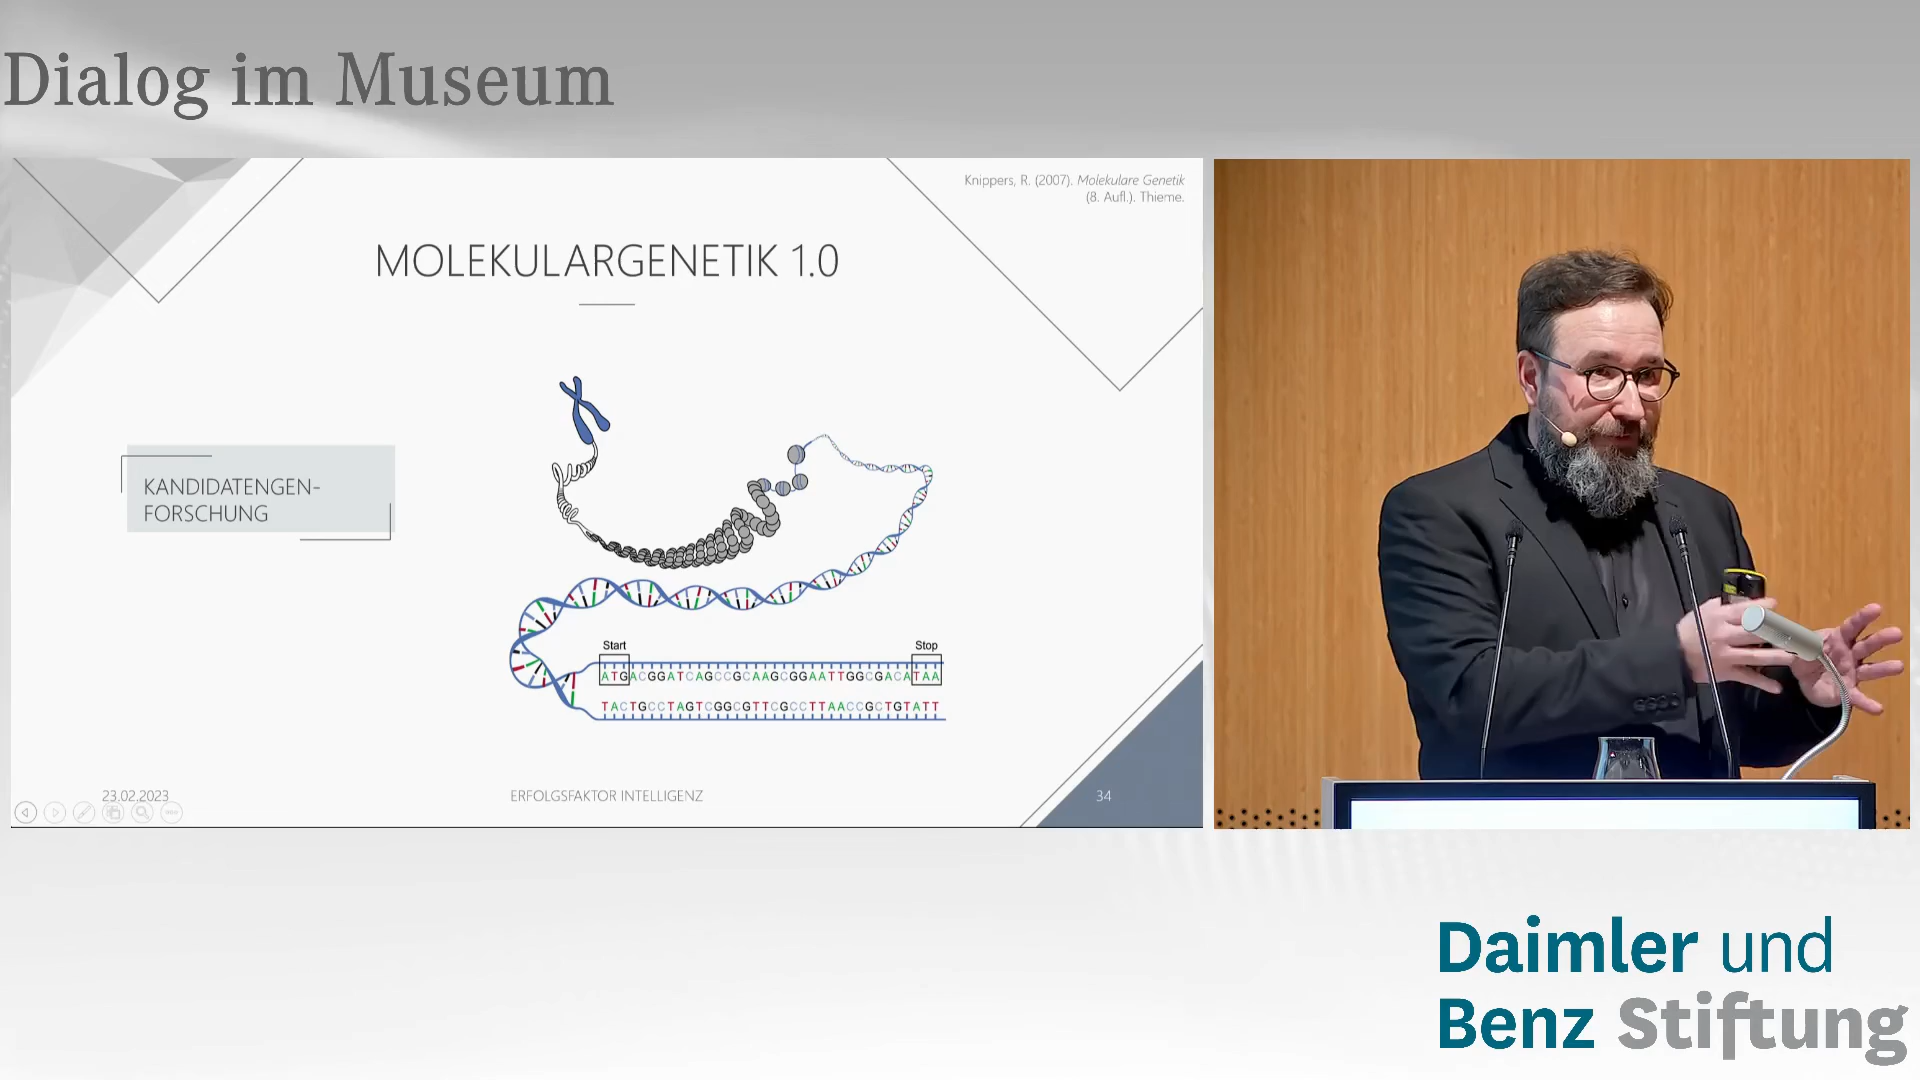 Dialog im Museum
Knippers, R. (2007). Molekulare Genetik
(8. Aufl.). Thieme.
MOLEKULARGENETIK 1.0
KANDIDATENGEN-
FORSCHUNG
Start
Stop
ATGACGGATCAGCCGCAAGCGGAATTGGCGACATAA
TACTGCCTAGTCGGCGTTCGCCTTAACCGCTGTATT
23.02.2023
ERFOLGSFAKTOR INTELLIGENZ
34
Daimler und
Benz Stiftung